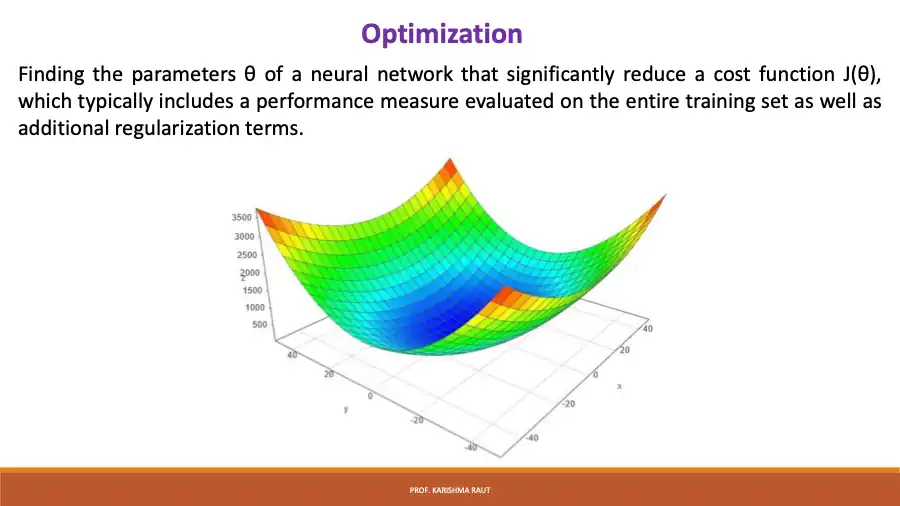 Optimization
Finding the parameters θ of a neural network that significantly reduce a cost function J(θ),
which typically includes a performance measure evaluated on the entire training set as well as
additional regularization terms.
3500
3000
2500
2000
z
1500
1000
500
40
20
0
-20
-40
y
40
20
0
-20
-40
x
PROF. KARISHMA RAUT